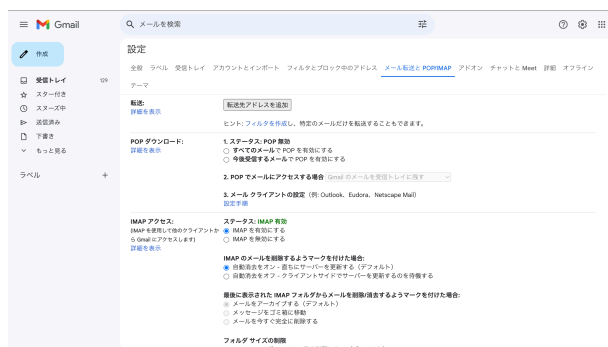 Gmail
メールを検索
作成
受信トレイ 129
スター付き
スヌーズ中
送信済み
下書き
もっと見る
ラベル +
設定
全般 ラベル 受信トレイ アカウントとインポート フィルタとブロック中のアドレス メール転送と POP/IMAP アドオン チャットと Meet 詳細 オフライン
テーマ
転送:
詳細を表示
転送先アドレスを追加
ヒント: フィルタを作成し、特定のメールだけを転送することもできます。
POP ダウンロード:
詳細を表示
1. ステータス: POP 無効
すべてのメールで POP を有効にする
今後受信するメールで POP を有効にする
2. POP でメールにアクセスする場合 Gmail のメールを受信トレイに残す
3. メール クライアントの設定（例: Outlook、Eudora、Netscape Mail）
設定手順
IMAP アクセス:
(IMAP を使用して他のクライアントか
ら Gmail にアクセスします)
詳細を表示
ステータス: IMAP 有効
IMAP を有効にする
IMAP を無効にする
IMAP のメールを削除するようマークを付けた場合:
自動消去をオン - 直ちにサーバーを更新する（デフォルト）
自動消去をオフ - クライアントサイドでサーバーを更新するのを待機する
最後に表示された IMAP フォルダからメールを削除/消去するようマークを付けた場合:
メールをアーカイブする（デフォルト）
メッセージをゴミ箱に移動
メールを今すぐ完全に削除する
フォルダ サイズの制限